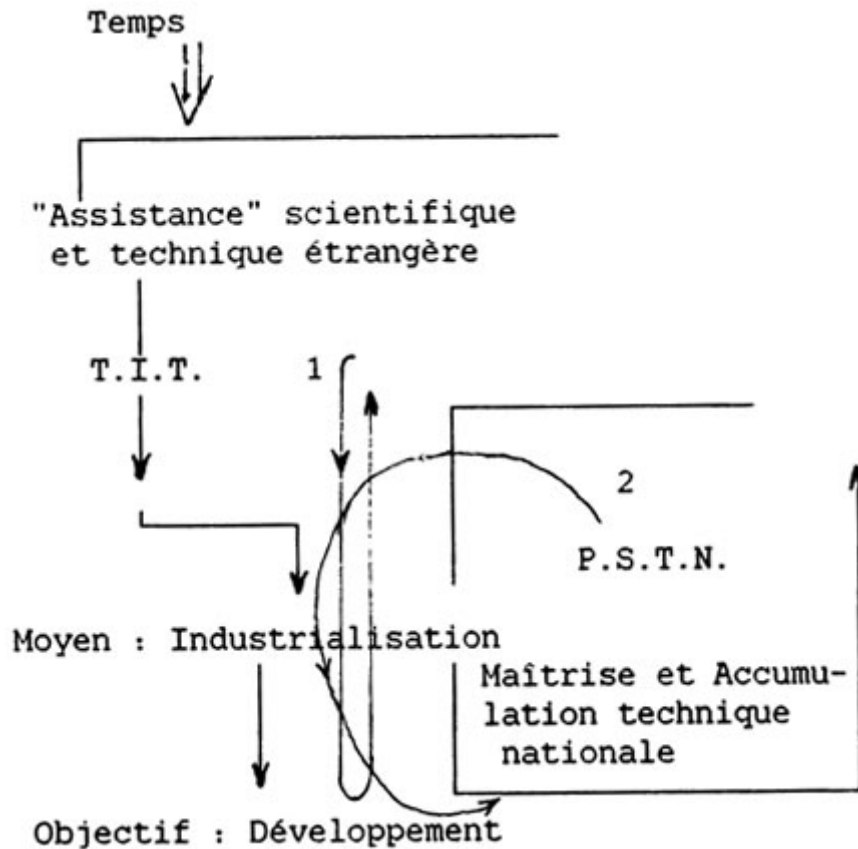 Temps
"Assistance" scientifique
et technique étrangère
T.I.T.
1
2
P.S.T.N.
Moyen : Industrialisation
Maîtrise et Accumu-
lation technique
nationale
Objectif : Développement